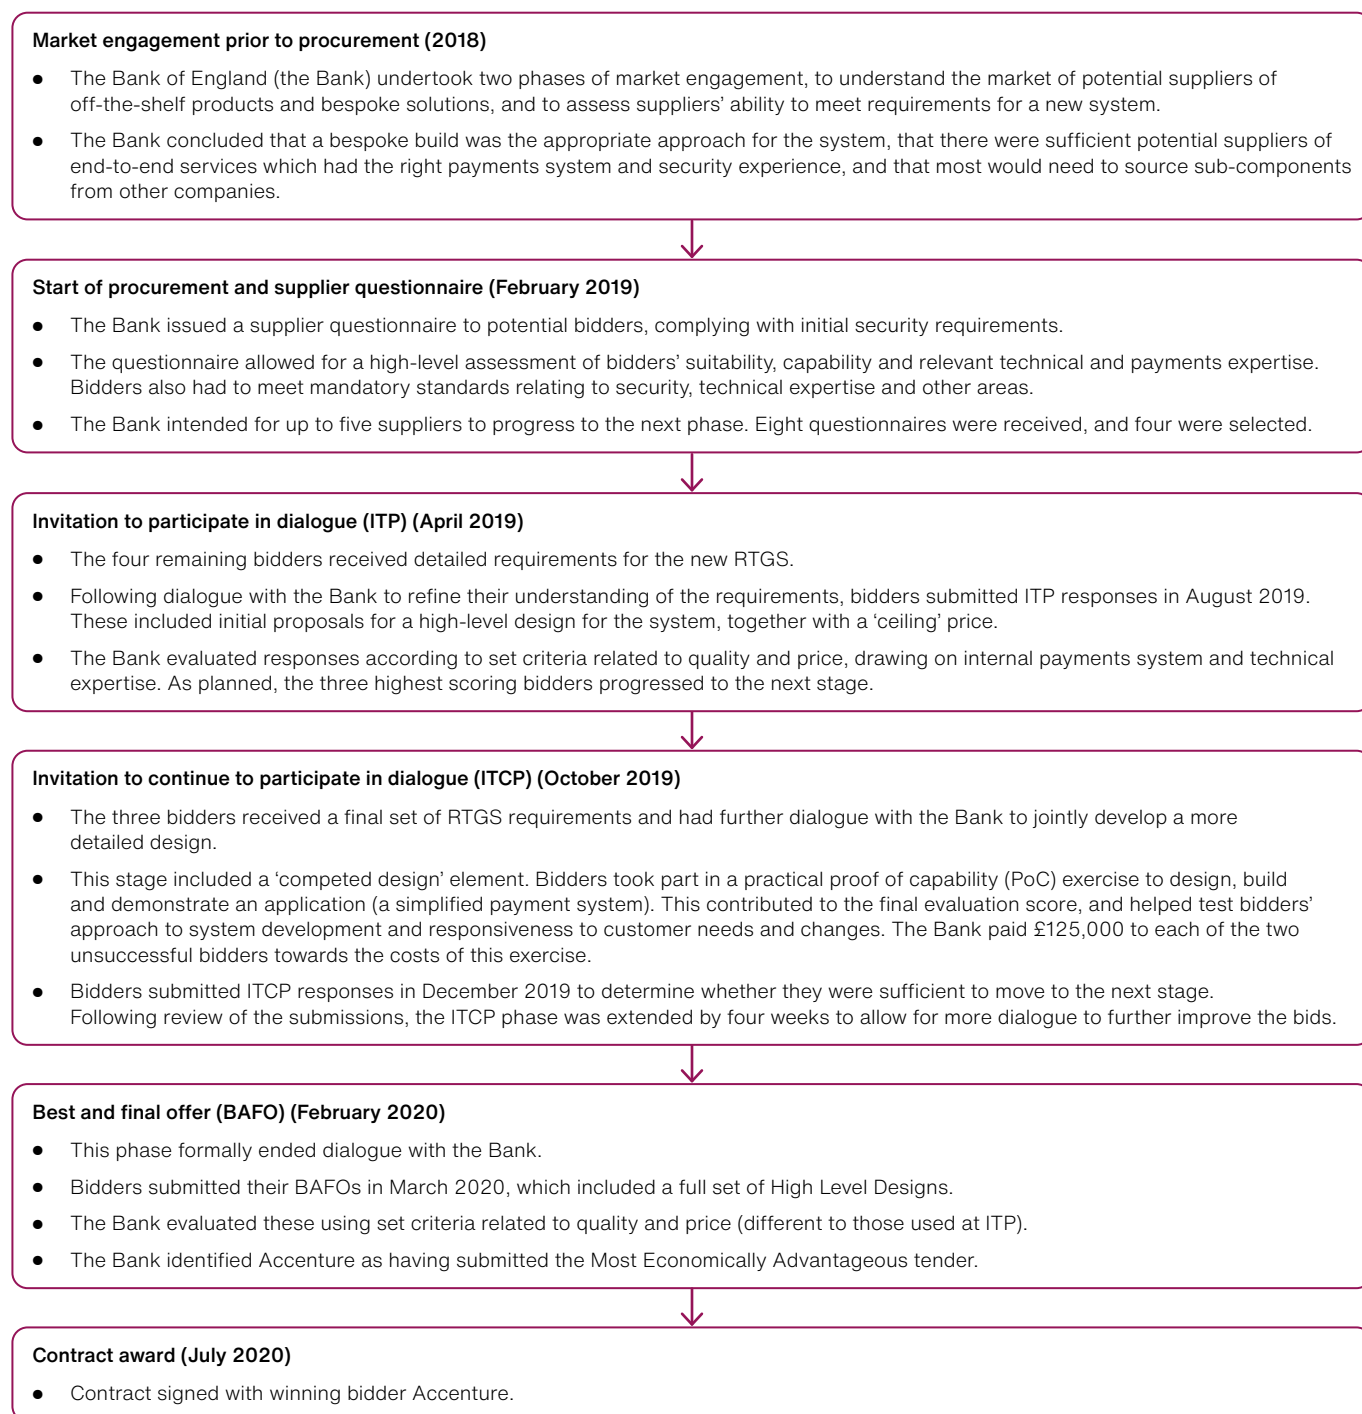 Market engagement prior to procurement (2018)
● The Bank of England (the Bank) undertook two phases of market engagement, to understand the market of potential suppliers of
off-the-shelf products and bespoke solutions, and to assess suppliers' ability to meet requirements for a new system.
● The Bank concluded that a bespoke build was the appropriate approach for the system, that there were sufficient potential suppliers of
end-to-end services which had the right payments system and security experience, and that most would need to source sub-components
from other companies.
Start of procurement and supplier questionnaire (February 2019)
● The Bank issued a supplier questionnaire to potential bidders, complying with initial security requirements.
● The questionnaire allowed for a high-level assessment of bidders' suitability, capability and relevant technical and payments expertise.
Bidders also had to meet mandatory standards relating to security, technical expertise and other areas.
● The Bank intended for up to five suppliers to progress to the next phase. Eight questionnaires were received, and four were selected.
Invitation to participate in dialogue (ITP) (April 2019)
● The four remaining bidders received detailed requirements for the new RTGS.
● Following dialogue with the Bank to refine their understanding of the requirements, bidders submitted ITP responses in August 2019.
These included initial proposals for a high-level design for the system, together with a 'ceiling' price.
● The Bank evaluated responses according to set criteria related to quality and price, drawing on internal payments system and technical
expertise. As planned, the three highest scoring bidders progressed to the next stage.
Invitation to continue to participate in dialogue (ITCP) (October 2019)
● The three bidders received a final set of RTGS requirements and had further dialogue with the Bank to jointly develop a more
detailed design.
● This stage included a 'competed design' element. Bidders took part in a practical proof of capability (PoC) exercise to design, build
and demonstrate an application (a simplified payment system). This contributed to the final evaluation score, and helped test bidders'
approach to system development and responsiveness to customer needs and changes. The Bank paid £125,000 to each of the two
unsuccessful bidders towards the costs of this exercise.
● Bidders submitted ITCP responses in December 2019 to determine whether they were sufficient to move to the next stage.
Following review of the submissions, the ITCP phase was extended by four weeks to allow for more dialogue to further improve the bids.
Best and final offer (BAFO) (February 2020)
● This phase formally ended dialogue with the Bank.
● Bidders submitted their BAFOs in March 2020, which included a full set of High Level Designs.
● The Bank evaluated these using set criteria related to quality and price (different to those used at ITP).
● The Bank identified Accenture as having submitted the Most Economically Advantageous tender.
Contract award (July 2020)
● Contract signed with winning bidder Accenture.